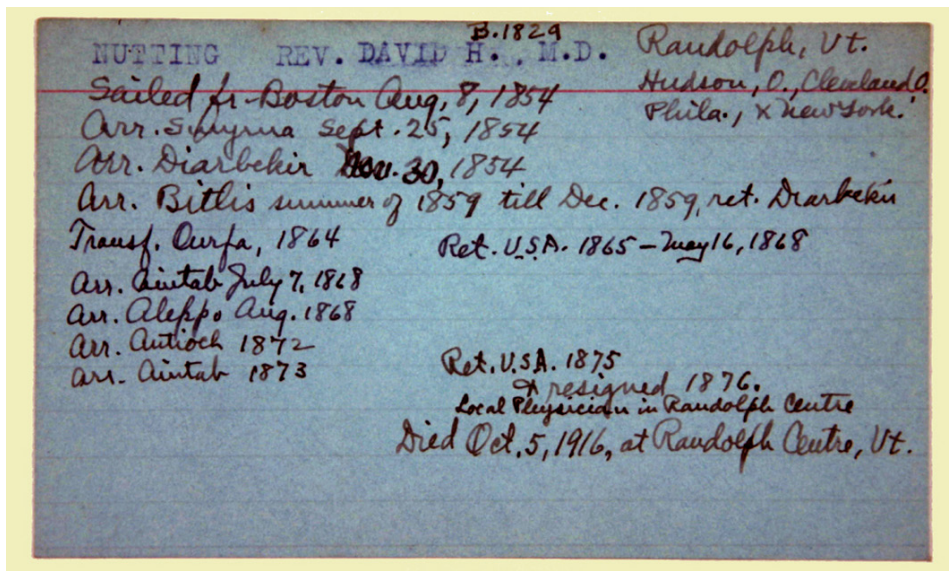 B.1829
NUTTING REV. DAVID H., M.D.
Randolph, Vt.
Hudson, O., Cleveland, O.
Phila., & New York.
Sailed fr. Boston Aug, 8, 1854
Arr. Smyrna Sept. 25, 1854
Arr. Diarbekir Nov. 30, 1854
Arr. Bitlis summer of 1859 till Dec. 1859, ret. Diarbekir
Transf. Ourfa, 1864
Ret. U.S.A. 1865 – May 16, 1868
Arr. Aintab July 7, 1868
Arr. Aleppo Aug. 1868
Arr. Antioch 1872
Arr. Aintab 1873
Ret. U.S.A. 1875
& resigned 1876.
Local Physician in Randolph Centre
Died Oct. 5, 1916, at Randolph Centre, Vt.